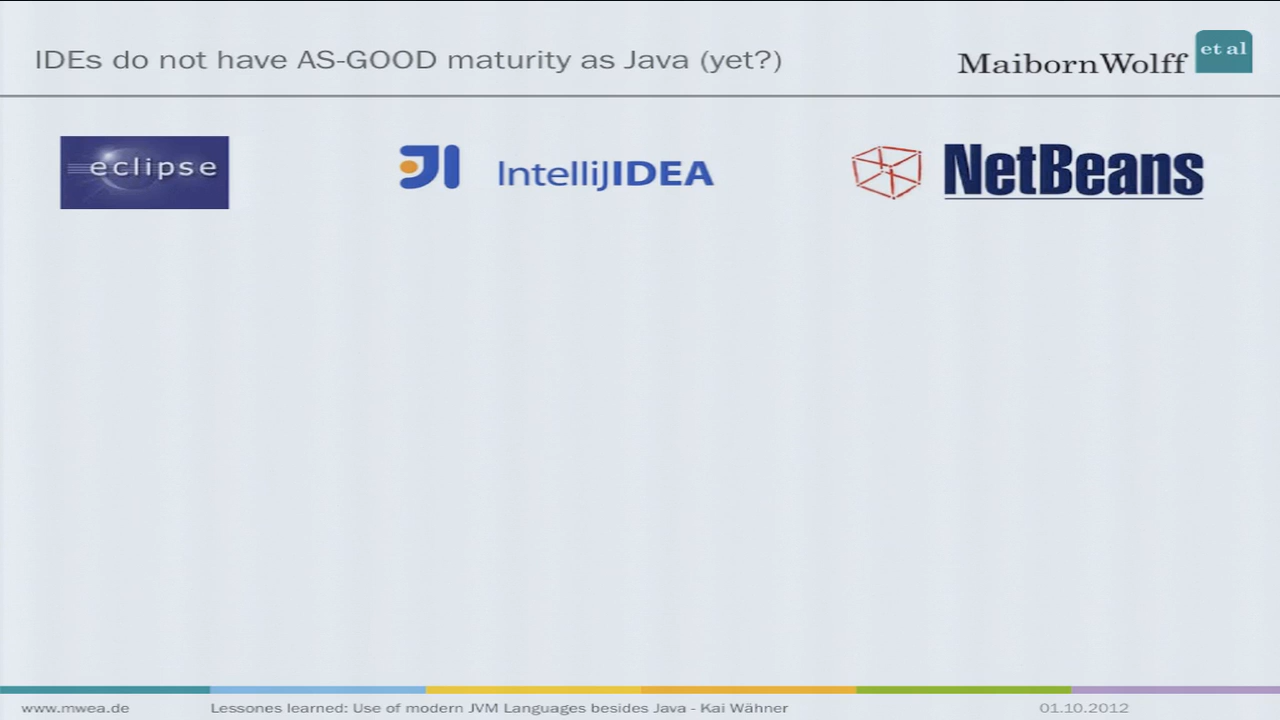 IDEs do not have AS-GOOD maturity as Java (yet?)
MaibornWolff et al
eclipse
IntelliJIDEA
NetBeans
www.mwea.de
Lessones learned: Use of modern JVM Languages besides Java - Kai Wähner
01.10.2012